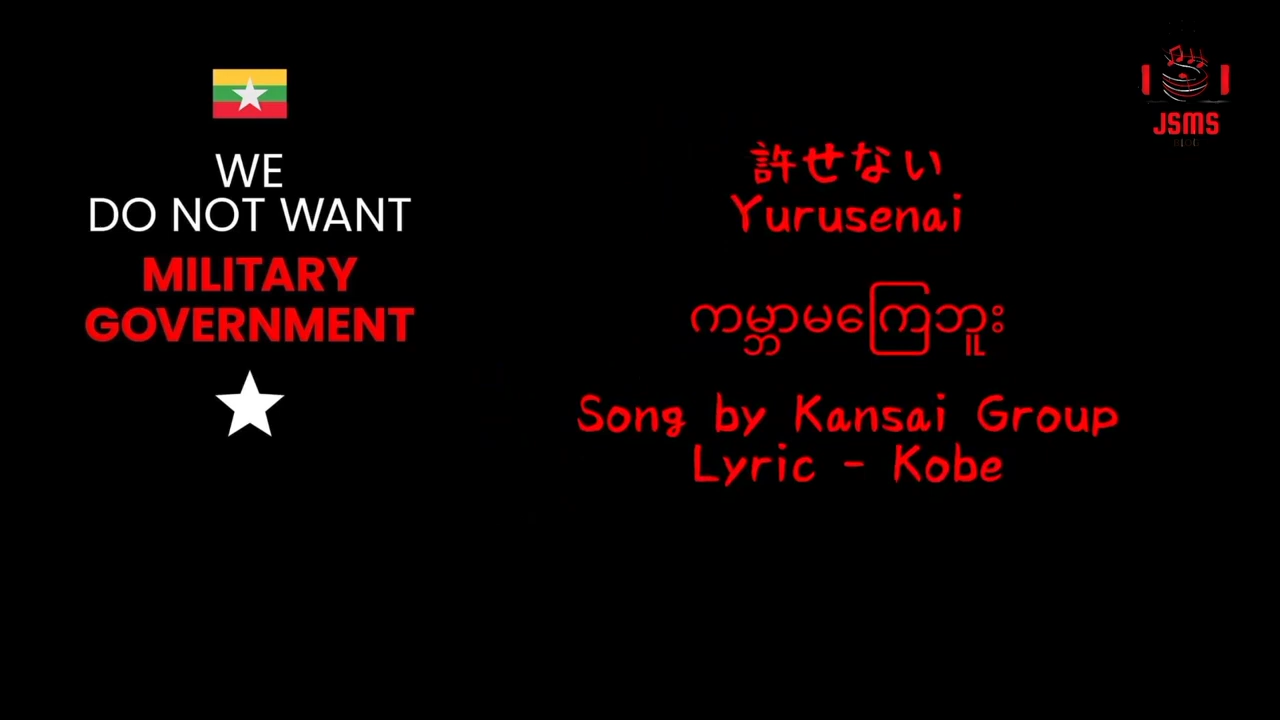 WE
DO NOT WANT
MILITARY
GOVERNMENT
JSMS
許せない
Yurusenai
ကမ္ဘာမကြေဘူး
Song by Kansai Group
Lyric - Kobe